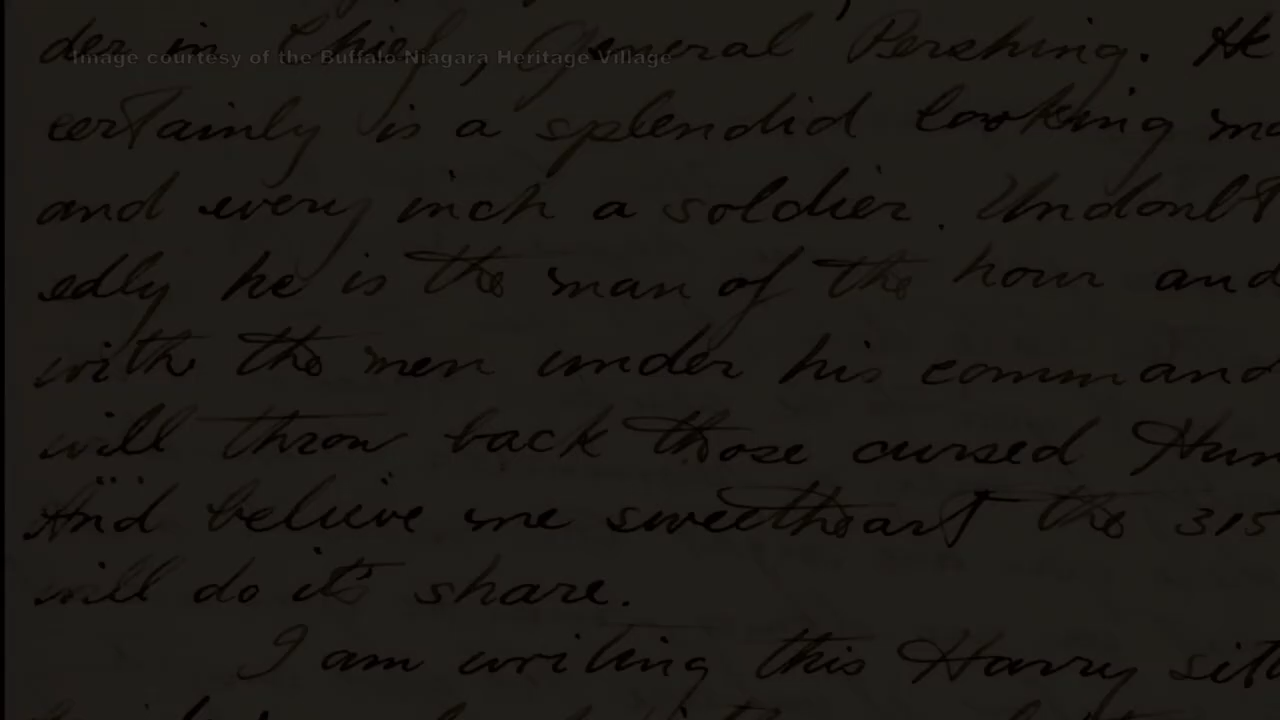 der in Chief, General Pershing. He
Image courtesy of the Buffalo Niagara Heritage Village
certainly is a splendid looking
and every inch a soldier. Undoubt
edly he is the man of the hour and
with the men under his command
will throw back those cursed Hun
And believe me sweetheart the 315
will do it's share.
I am writing this Harry